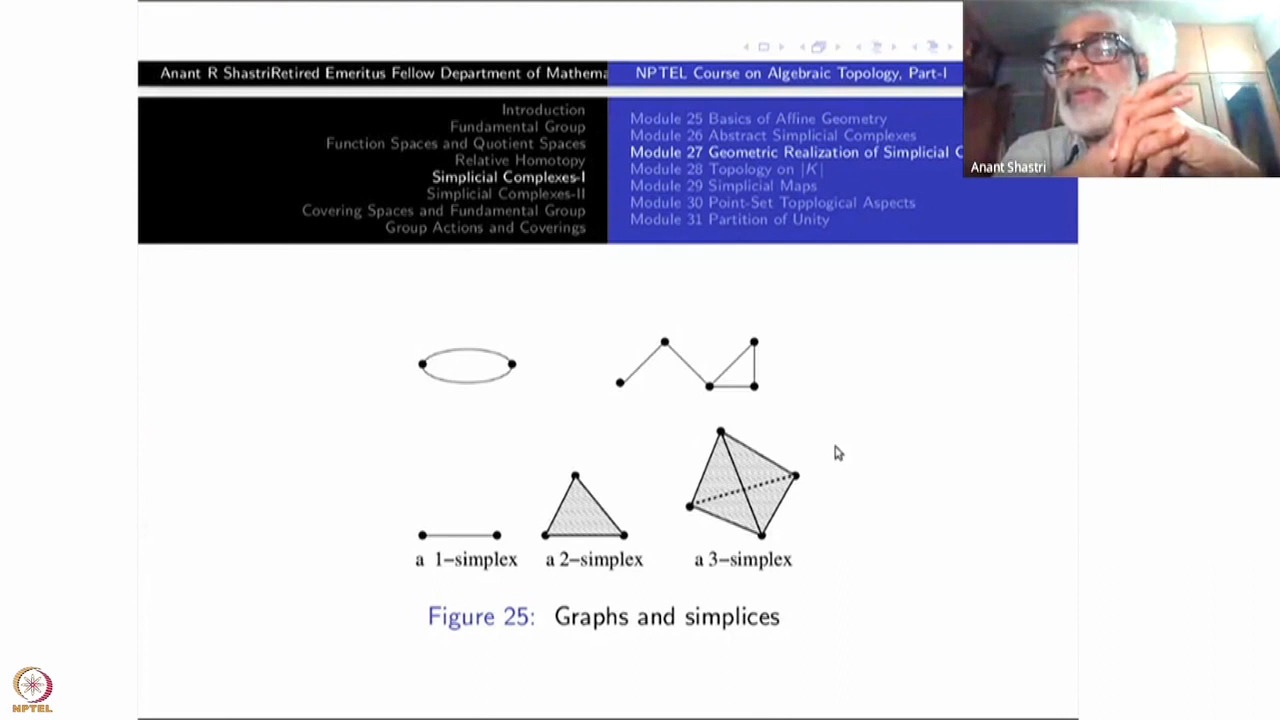 Anant R ShastriRetired Emeritus Fellow Department of Mathema
NPTEL Course on Algebraic Topology, Part-I
Introduction
Fundamental Group
Function Spaces and Quotient Spaces
Relative Homotopy
Simplicial Complexes-I
Simplicial Complexes-II
Covering Spaces and Fundamental Group
Group Actions and Coverings
Module 25 Basics of Affine Geometry
Module 26 Abstract Simplicial Complexes
Module 27 Geometric Realization of Simplicial C
Module 28 Topology on |K|
Module 29 Simplicial Maps
Module 30 Point-Set Topplogical Aspects
Module 31 Partition of Unity
Anant Shastri
a 1-simplex
a 2-simplex
a 3-simplex
Figure 25: Graphs and simplices
NPTEL